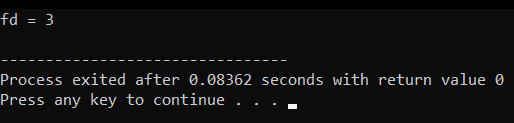 fd = 3
--------------------------------
Process exited after 0.08362 seconds with return value 0
Press any key to continue . . .